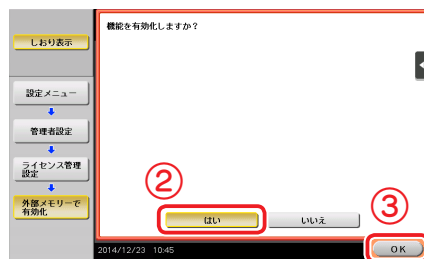 機能を有効化しますか？
しおり表示
設定メニュー
管理者設定
ライセンス管理
設定
外部メモリーで
有効化
②
はい
いいえ
③
2014/12/23 10:45
OK